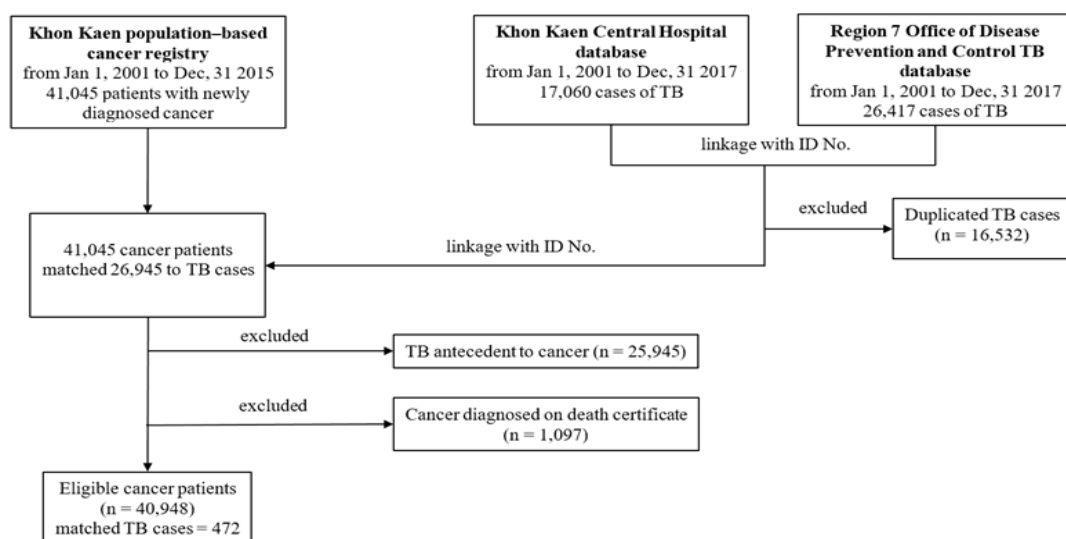 Khon Kaen population–based
cancer registry
from Jan 1, 2001 to Dec, 31 2015
41,045 patients with newly
diagnosed cancer
Khon Kaen Central Hospital
database
from Jan 1, 2001 to Dec, 31 2017
17,060 cases of TB
Region 7 Office of Disease
Prevention and Control TB
database
from Jan 1, 2001 to Dec, 31 2017
26,417 cases of TB
linkage with ID No.
excluded
Duplicated TB cases
(n = 16,532)
41,045 cancer patients
matched 26,945 to TB cases
linkage with ID No.
excluded
TB antecedent to cancer (n = 25,945)
excluded
Cancer diagnosed on death certificate
(n = 1,097)
Eligible cancer patients
(n = 40,948)
matched TB cases = 472